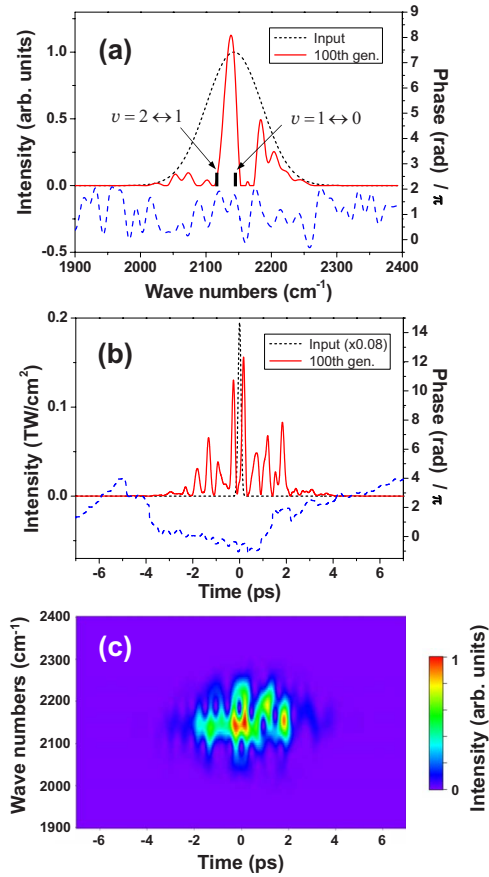 (a)
Input
100th gen.
v = 2 ↔ 1
v = 1 ↔ 0
Intensity (arb. units)
1.0
0.5
0.0
-0.5
Phase (rad) / π
8
7
6
5
4
3
2
1
0
1900 2000 2100 2200 2300 2400
Wave numbers (cm⁻¹)
(b)
Input (x0.08)
100th gen.
Intensity (TW/cm²)
0.2
0.1
0.0
Phase (rad) / π
14
12
10
8
6
4
2
0
-6 -4 -2 0 2 4 6
Time (ps)
(c)
Wave numbers (cm⁻¹)
2400
2300
2200
2100
2000
1900
-6 -4 -2 0 2 4 6
Time (ps)
1
0
Intensity (arb. units)